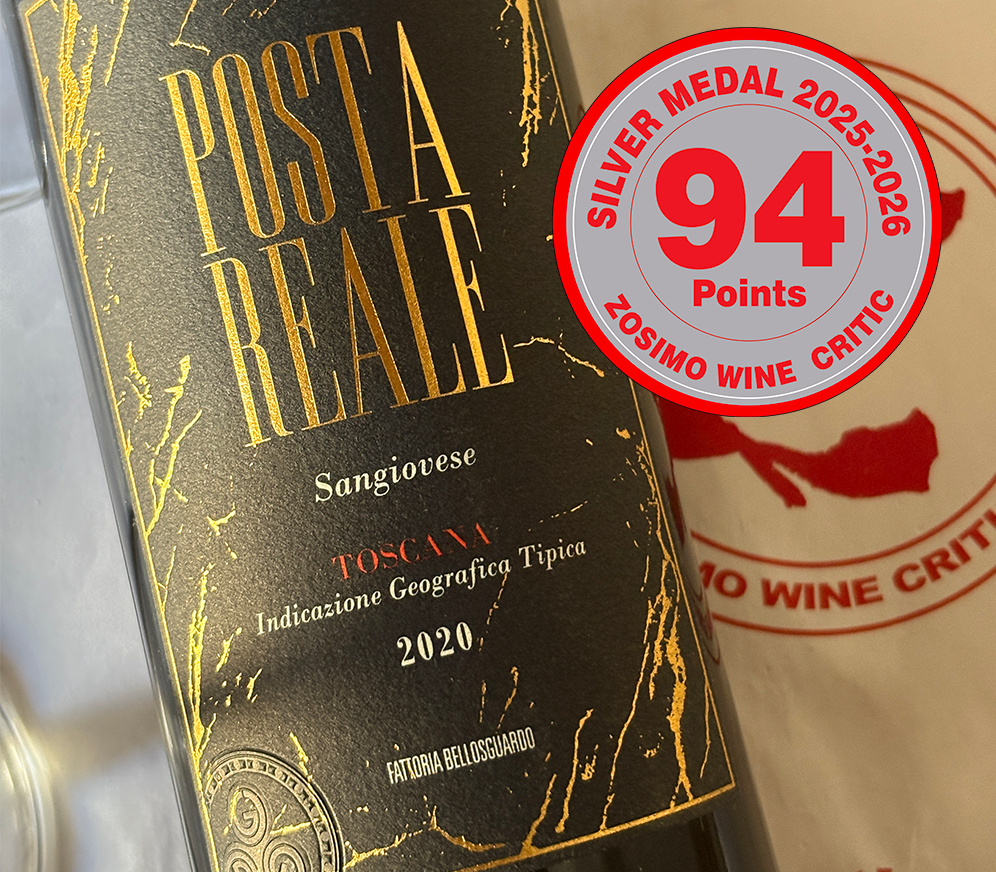 POSTA
REALE
Sangiovese
TOSCANA
Indicazione Geografica Tipica
2020
FATTORIA BELLOSGUARDO
SILVER MEDAL 2025-2026
94
Points
ZOSIMO WINE CRITIC
MO WINE CRITI